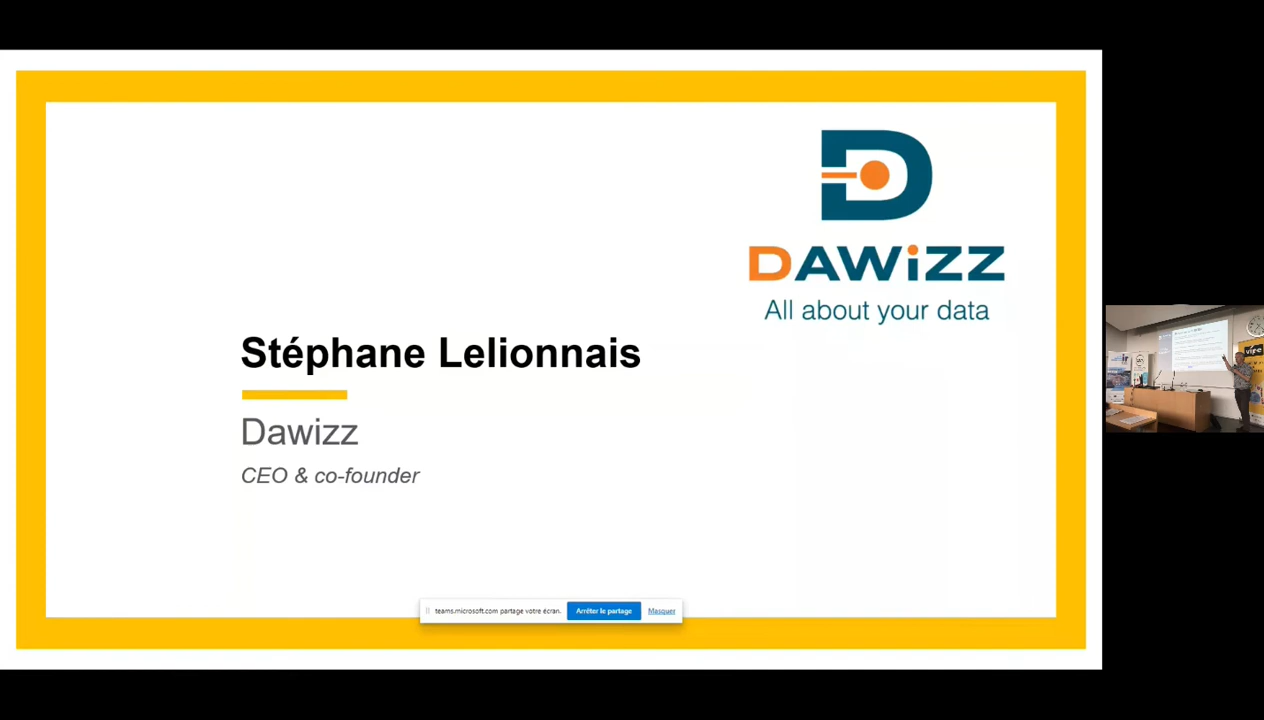 DAWiZZ
All about your data
Stéphane Lelionnais
Dawizz
CEO & co-founder
teams.microsoft.com partage votre écran.
Arrêter le partage
Masquer